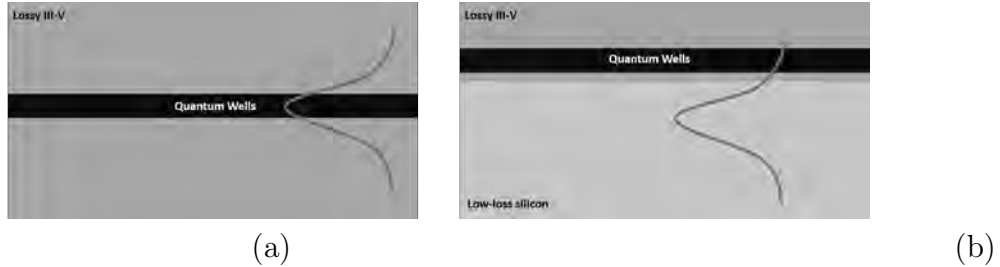 Lossy III-V
Quantum Wells
(a)
Lossy III-V
Quantum Wells
Low-loss silicon
(b)